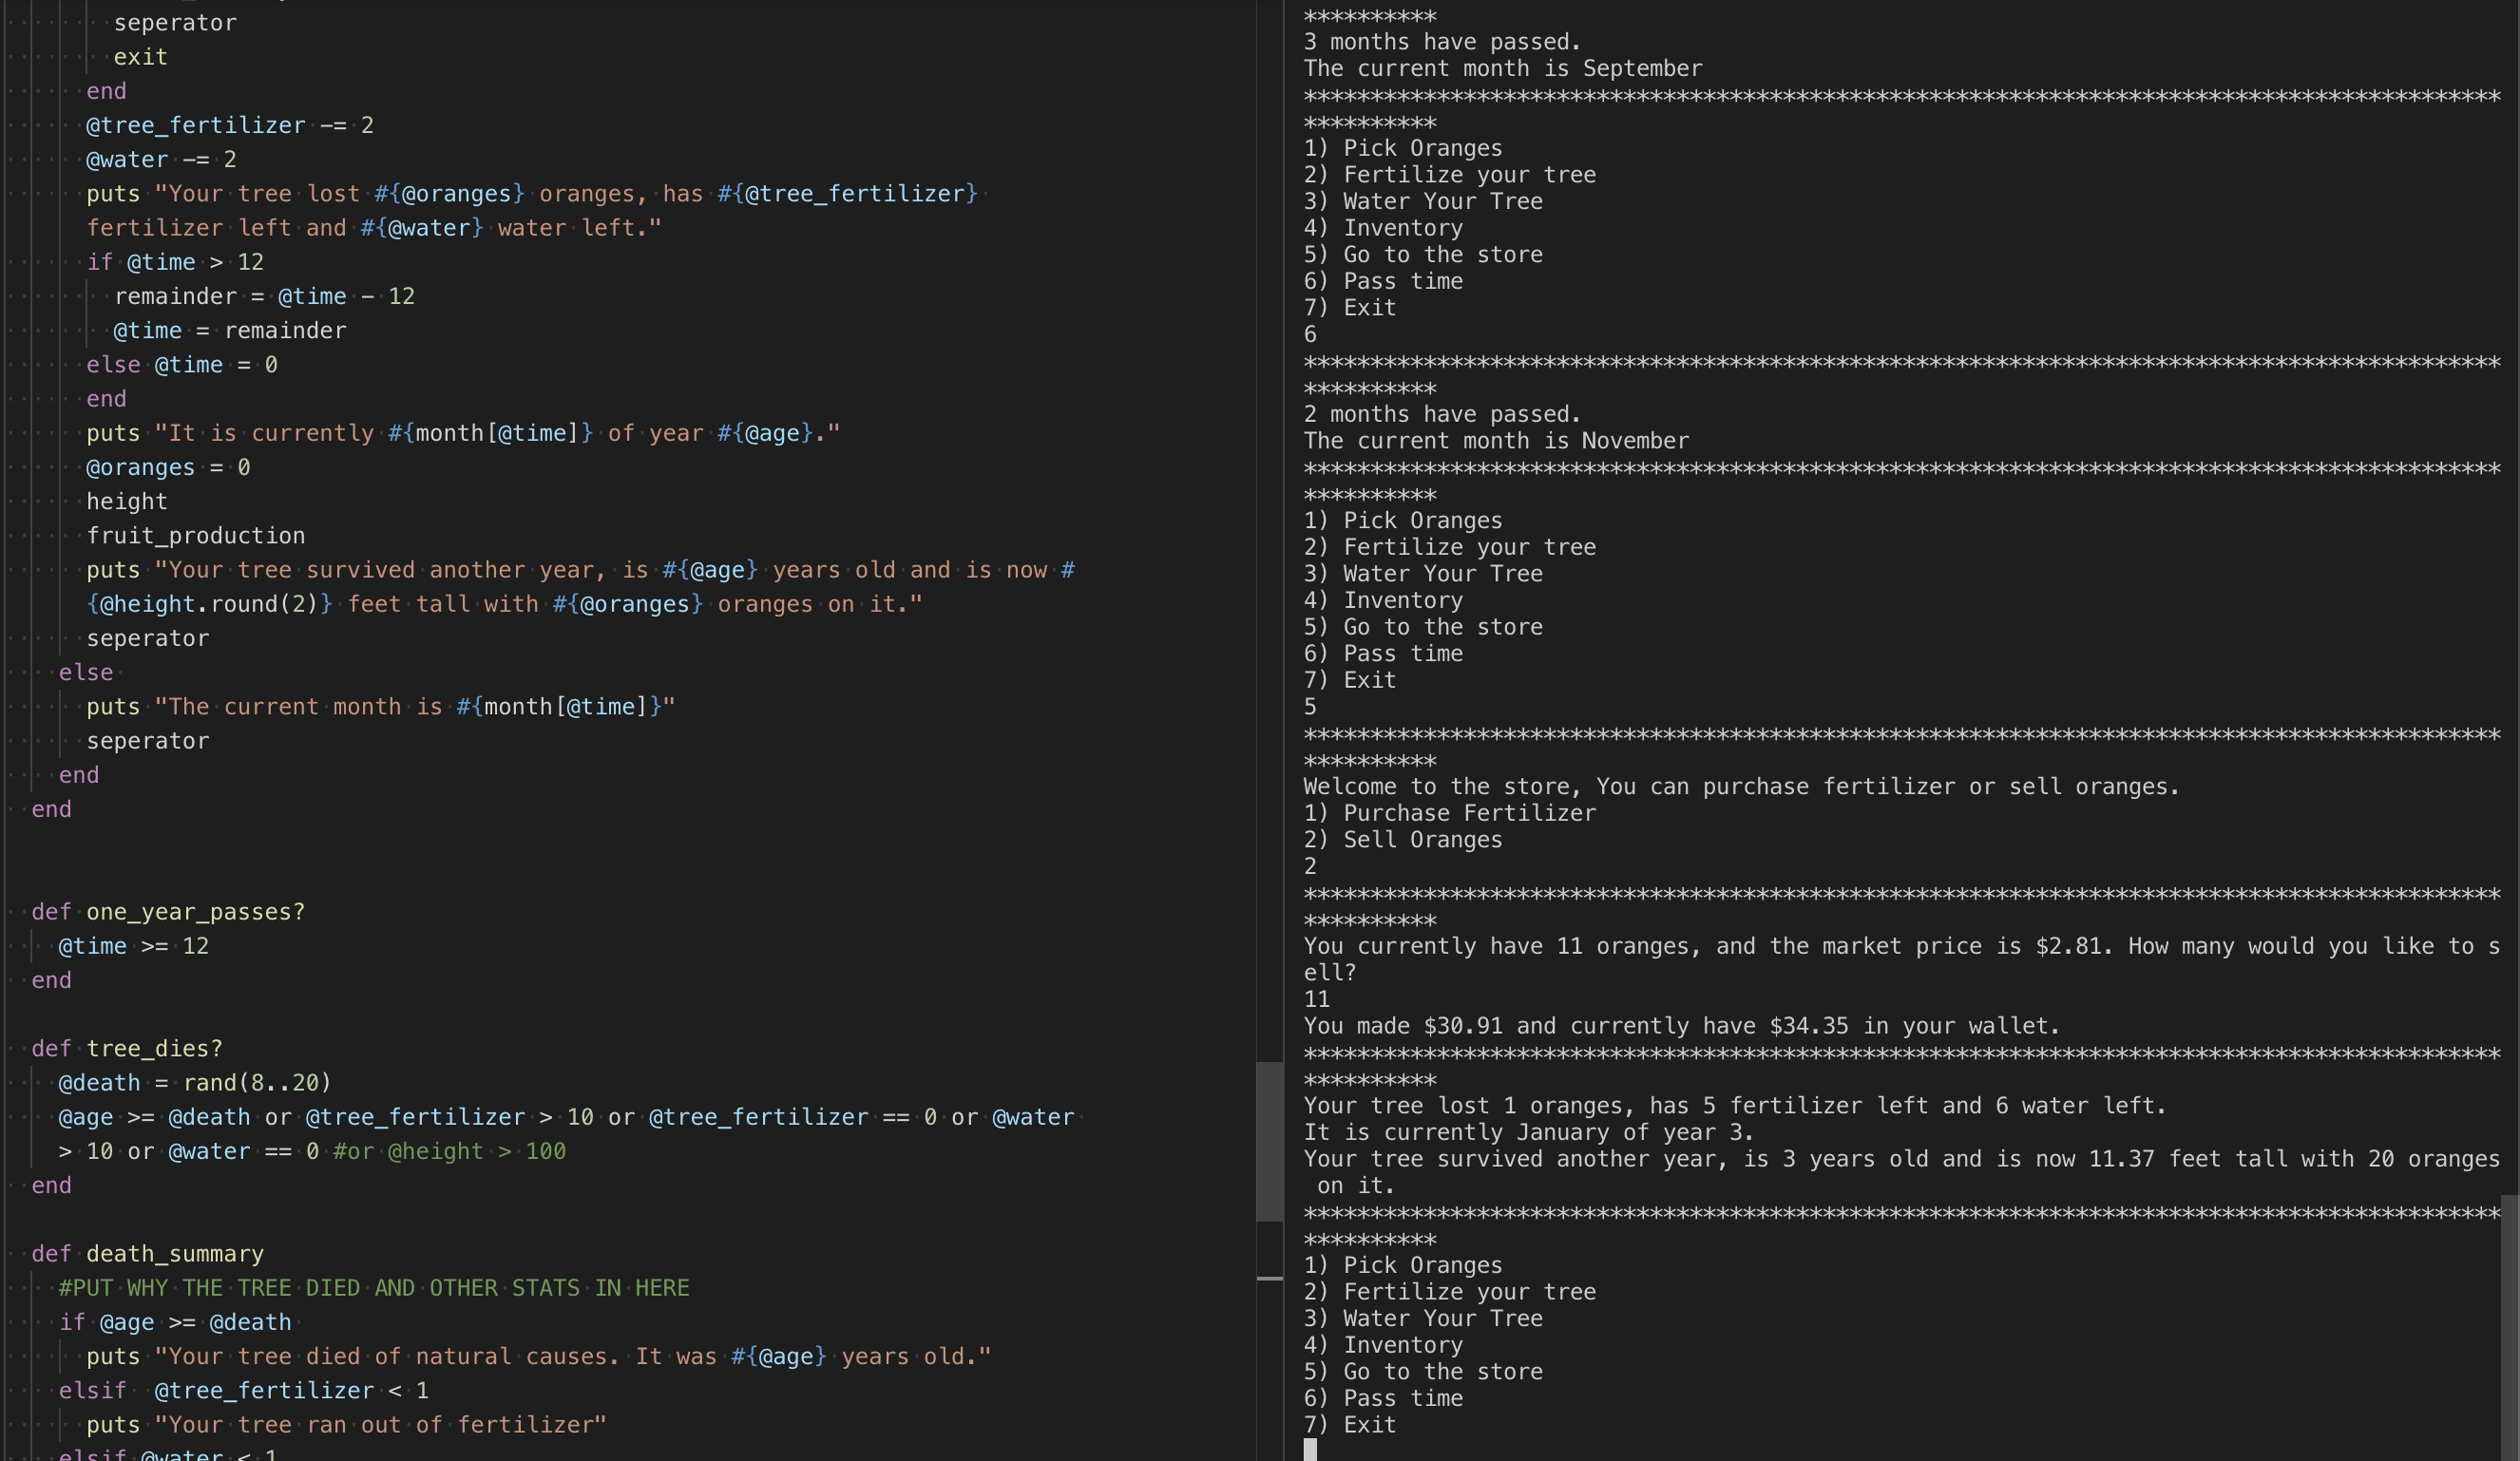 seperator
exit
end
@tree_fertilizer -= 2
@water -= 2
puts "Your tree lost #{@oranges} oranges, has #{@tree_fertilizer}
fertilizer left and #{@water} water left."
if @time > 12
remainder = @time - 12
@time = remainder
else @time = 0
end
puts "It is currently #{month[@time]} of year #{@age}."
@oranges = 0
height
fruit_production
puts "Your tree survived another year, is #{@age} years old and is now #
{@height.round(2)} feet tall with #{@oranges} oranges on it."
seperator
else
puts "The current month is #{month[@time]}"
seperator
end
end
def one_year_passes?
@time >= 12
end
def tree_dies?
@death = rand(8..20)
@age >= @death or @tree_fertilizer > 10 or @tree_fertilizer == 0 or @water
> 10 or @water == 0 #or @height > 100
end
def death_summary
#PUT WHY THE TREE DIED AND OTHER STATS IN HERE
if @age >= @death
puts "Your tree died of natural causes. It was #{@age} years old."
elsif @tree_fertilizer < 1
puts "Your tree ran out of fertilizer"
elsif @water < 1
**********
3 months have passed.
The current month is September
******************************************************************************************
**********
1) Pick Oranges
2) Fertilize your tree
3) Water Your Tree
4) Inventory
5) Go to the store
6) Pass time
7) Exit
6
******************************************************************************************
**********
2 months have passed.
The current month is November
******************************************************************************************
**********
1) Pick Oranges
2) Fertilize your tree
3) Water Your Tree
4) Inventory
5) Go to the store
6) Pass time
7) Exit
5
******************************************************************************************
**********
Welcome to the store, You can purchase fertilizer or sell oranges.
1) Purchase Fertilizer
2) Sell Oranges
2
******************************************************************************************
**********
You currently have 11 oranges, and the market price is $2.81. How many would you like to s
ell?
11
You made $30.91 and currently have $34.35 in your wallet.
******************************************************************************************
**********
Your tree lost 1 oranges, has 5 fertilizer left and 6 water left.
It is currently January of year 3.
Your tree survived another year, is 3 years old and is now 11.37 feet tall with 20 oranges
on it.
******************************************************************************************
**********
1) Pick Oranges
2) Fertilize your tree
3) Water Your Tree
4) Inventory
5) Go to the store
6) Pass time
7) Exit